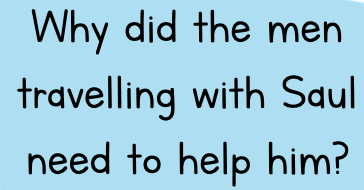 Why did the men
travelling with Saul
need to help him?